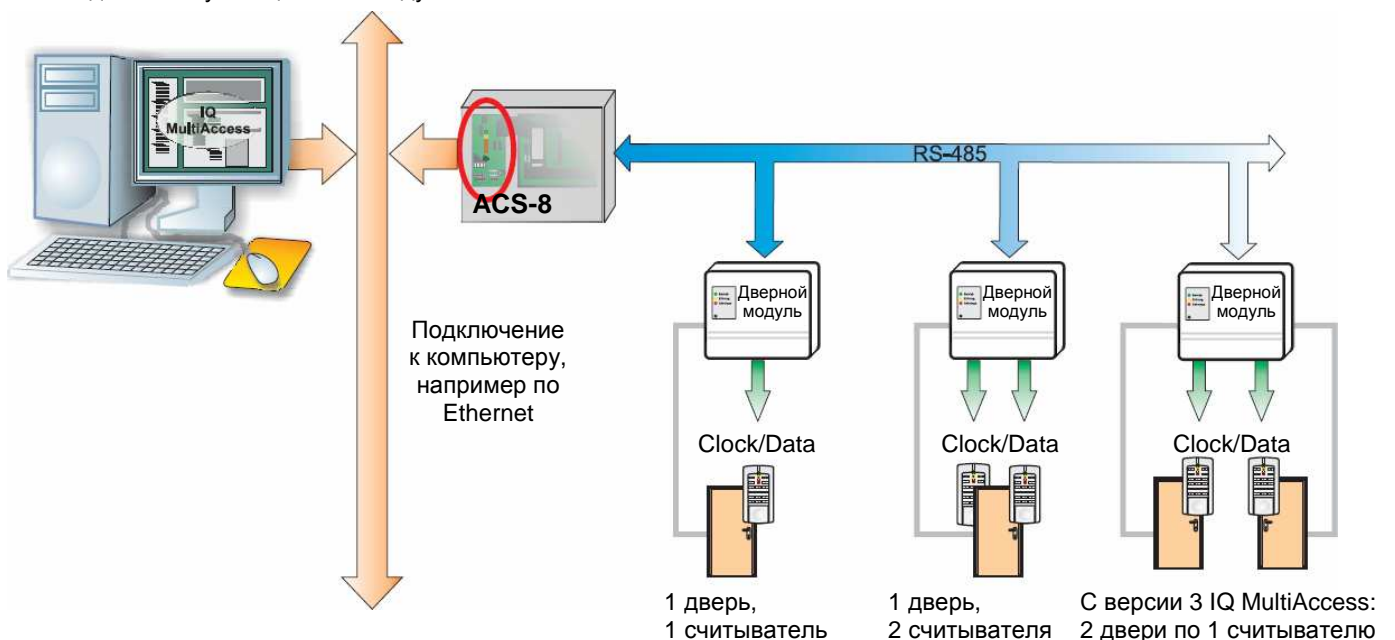 IQ
MultiAccess
ACS-8
RS-485
Подключение
к компьютеру,
например по
Ethernet
Дверной
модуль
Дверной
модуль
Дверной
модуль
Clock/Data
Clock/Data
Clock/Data
1 дверь,
1 считыватель
1 дверь,
2 считывателя
С версии 3 IQ MultiAccess:
2 двери по 1 считывателю